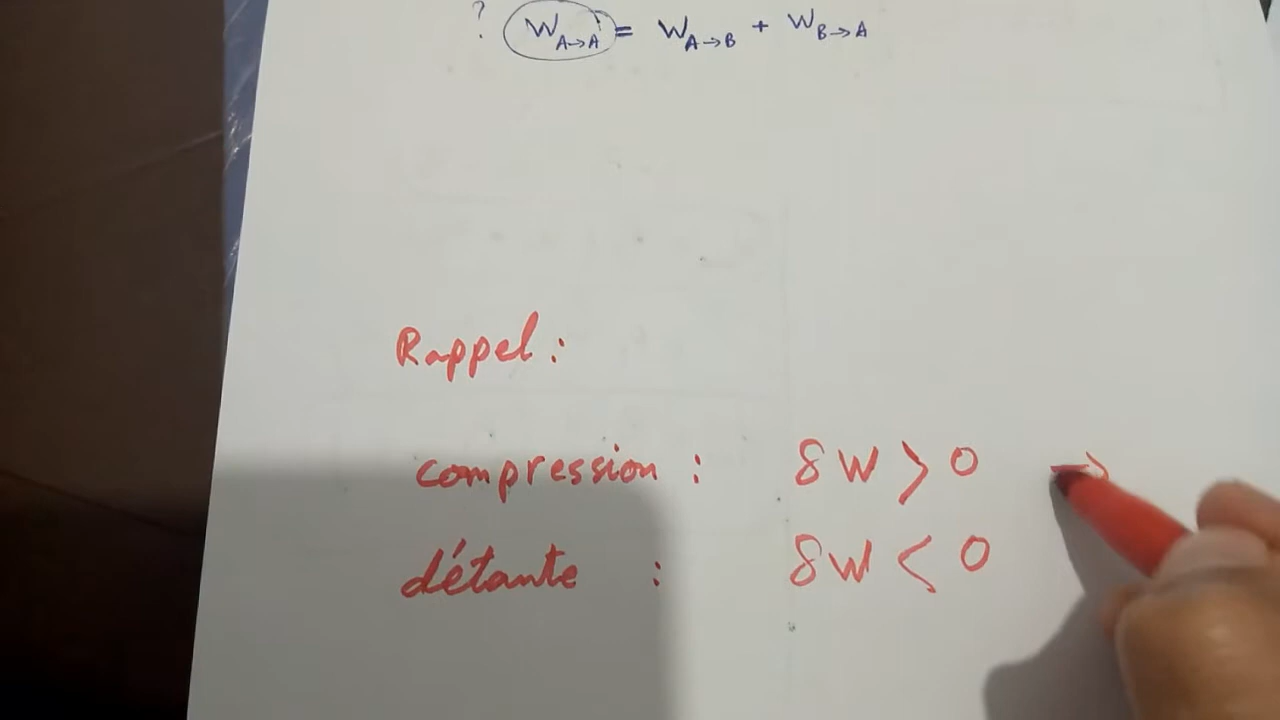 ? W_{A→A} = W_{A→B} + W_{B→A}
Rappel :
compression : δW > 0 ⇒
détante : δW < 0